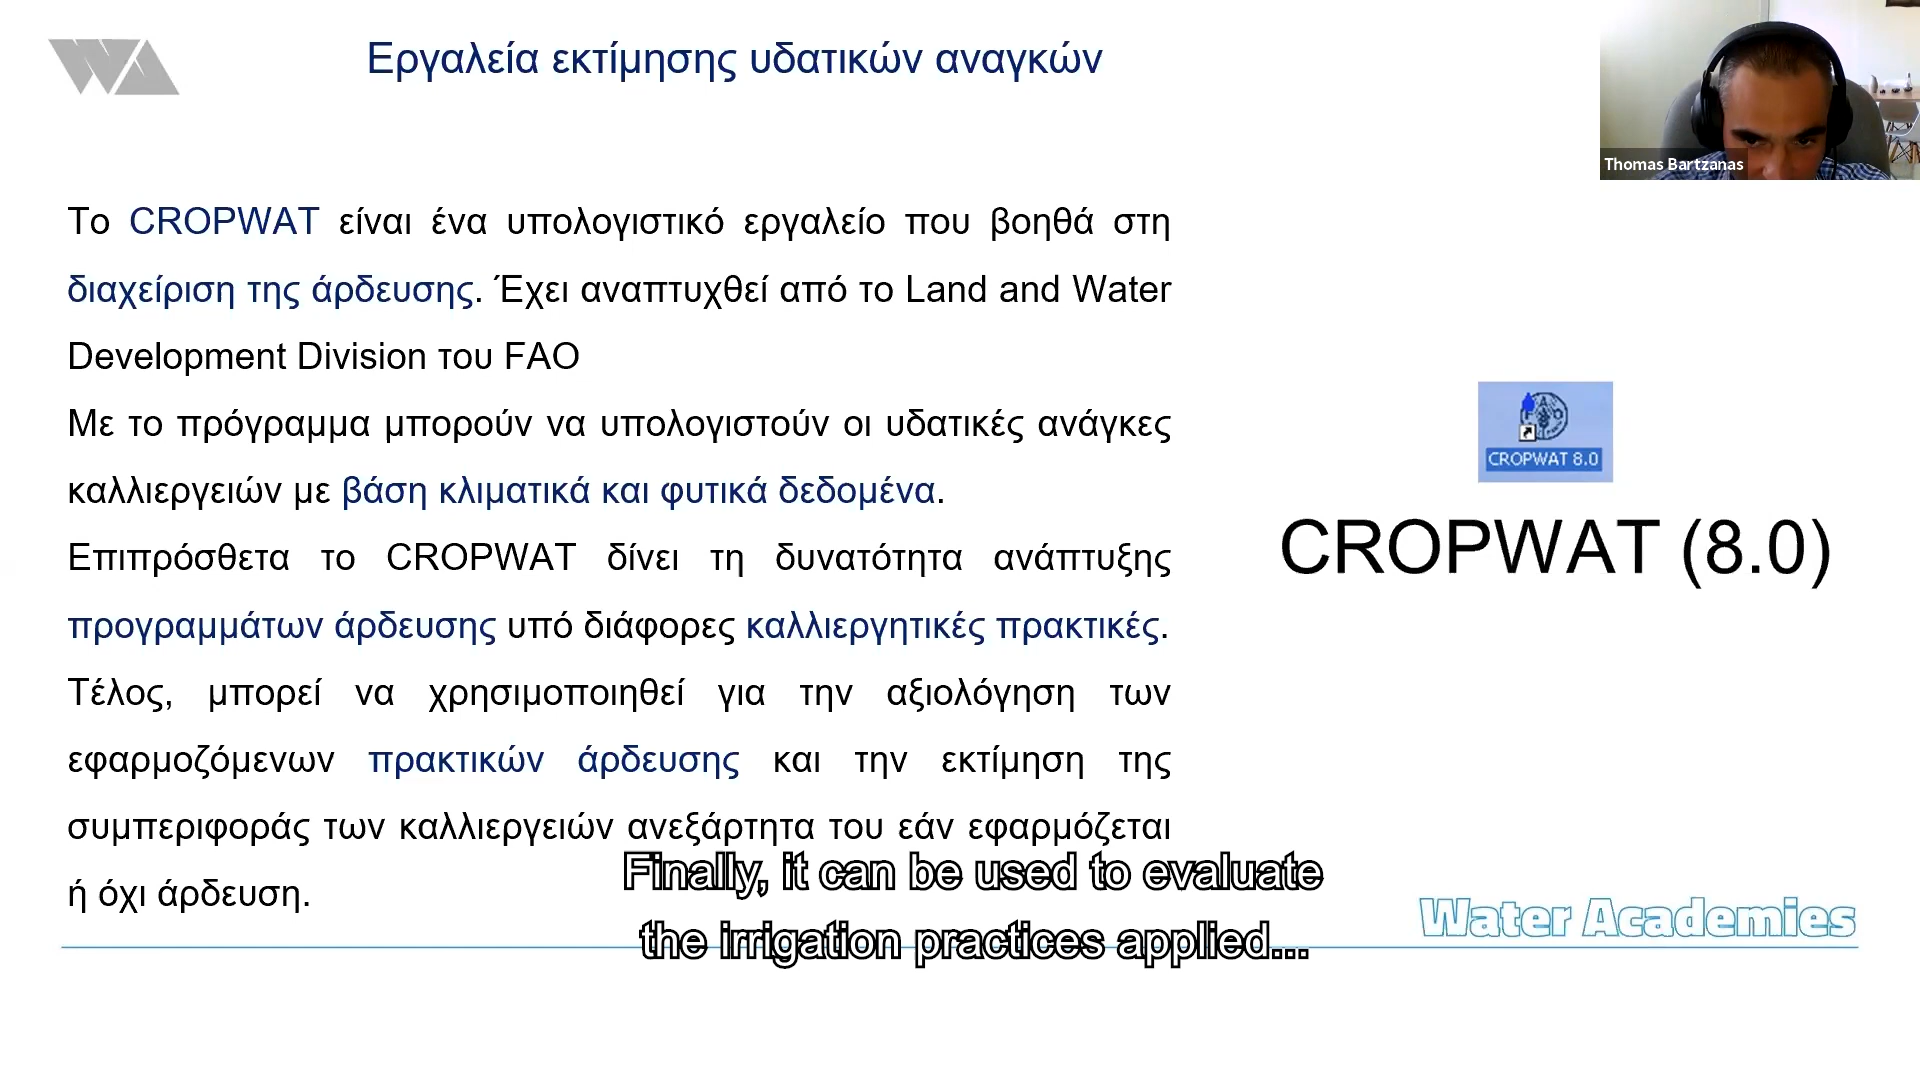 WA
Εργαλεία εκτίμησης υδατικών αναγκών
Thomas Bartzanas
Το CROPWAT είναι ένα υπολογιστικό εργαλείο που βοηθά στη
διαχείριση της άρδευσης. Έχει αναπτυχθεί από το Land and Water
Development Division του FAO
Με το πρόγραμμα μπορούν να υπολογιστούν οι υδατικές ανάγκες
καλλιεργειών με βάση κλιματικά και φυτικά δεδομένα.
Επιπρόσθετα το CROPWAT δίνει τη δυνατότητα ανάπτυξης
προγραμμάτων άρδευσης υπό διάφορες καλλιεργητικές πρακτικές.
Τέλος, μπορεί να χρησιμοποιηθεί για την αξιολόγηση των
εφαρμοζόμενων πρακτικών άρδευσης και την εκτίμηση της
συμπεριφοράς των καλλιεργειών ανεξάρτητα του εάν εφαρμόζεται
ή όχι άρδευση.
CROPWAT 8.0
CROPWAT (8.0)
Finally, it can be used to evaluate
the irrigation practices applied...
Water Academies